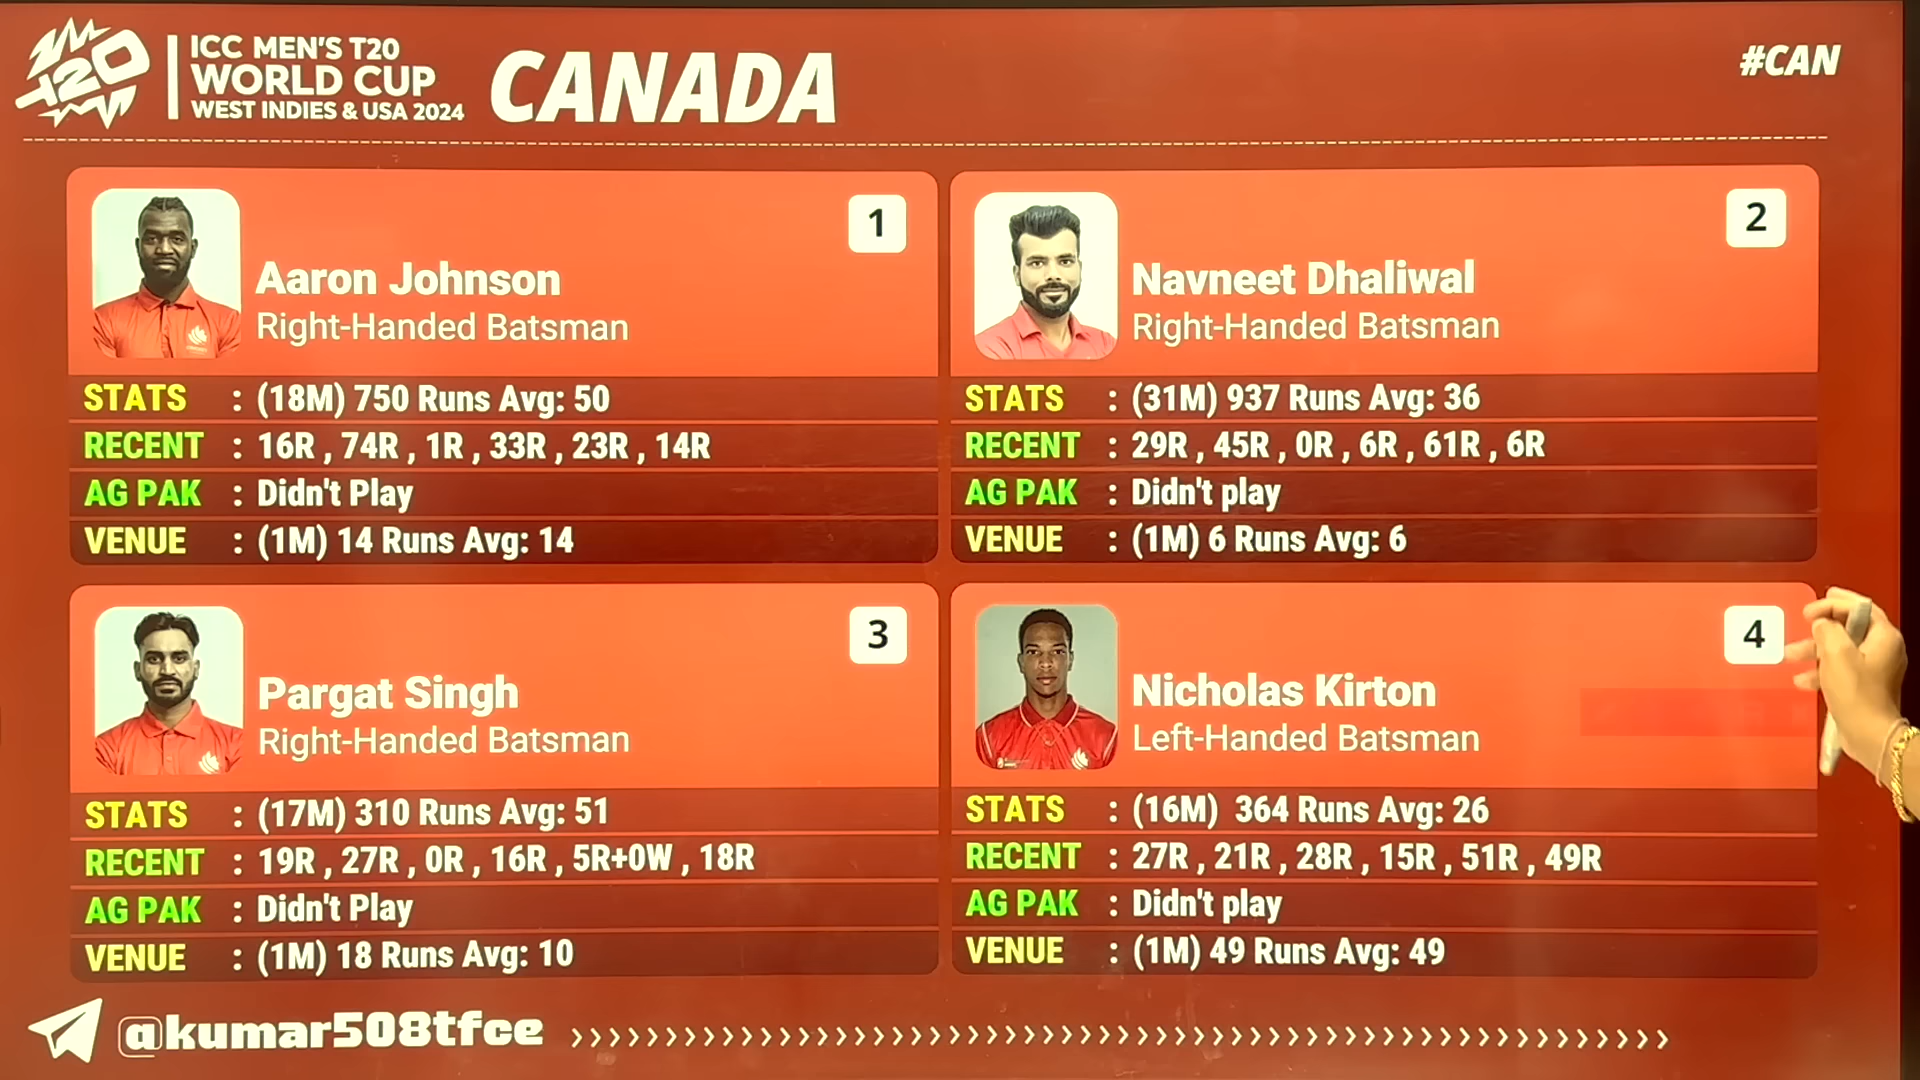 T20
ICC MEN'S T20
WORLD CUP
WEST INDIES & USA 2024
CANADA
#CAN
1
Aaron Johnson
Right-Handed Batsman
STATS : (18M) 750 Runs Avg: 50
RECENT : 16R , 74R , 1R , 33R , 23R , 14R
AG PAK : Didn't Play
VENUE : (1M) 14 Runs Avg: 14
2
Navneet Dhaliwal
Right-Handed Batsman
STATS : (31M) 937 Runs Avg: 36
RECENT : 29R , 45R , 0R , 6R , 61R , 6R
AG PAK : Didn't play
VENUE : (1M) 6 Runs Avg: 6
3
Pargat Singh
Right-Handed Batsman
STATS : (17M) 310 Runs Avg: 51
RECENT : 19R , 27R , 0R , 16R , 5R+0W , 18R
AG PAK : Didn't Play
VENUE : (1M) 18 Runs Avg: 10
4
Nicholas Kirton
Left-Handed Batsman
STATS : (16M) 364 Runs Avg: 26
RECENT : 27R , 21R , 28R , 15R , 51R , 49R
AG PAK : Didn't play
VENUE : (1M) 49 Runs Avg: 49
@kumar508tfce